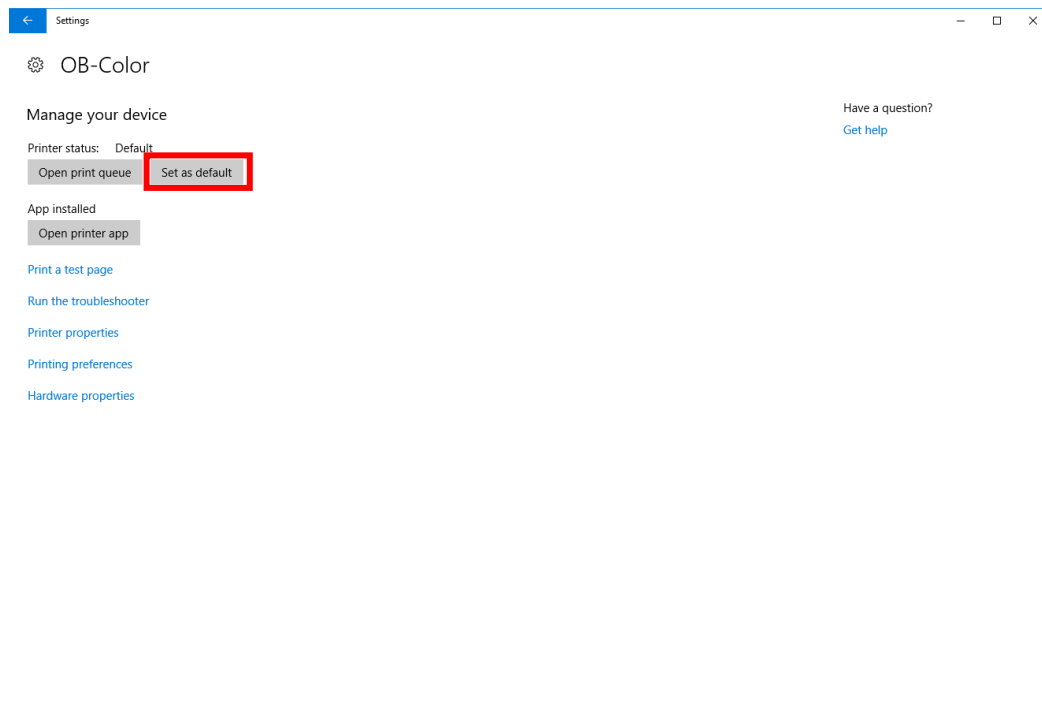 Settings
OB-Color
Manage your device
Have a question?
Get help
Printer status: Default
Open print queue Set as default
App installed
Open printer app
Print a test page
Run the troubleshooter
Printer properties
Printing preferences
Hardware properties